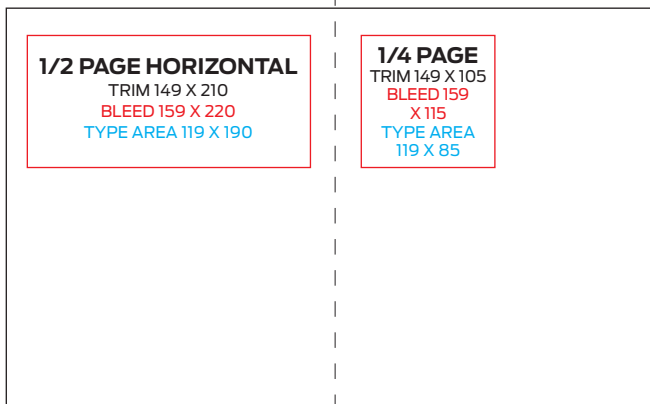 1/2 PAGE HORIZONTAL
TRIM 149 X 210
BLEED 159 X 220
TYPE AREA 119 X 190
1/4 PAGE
TRIM 149 X 105
BLEED 159
X 115
TYPE AREA
119 X 85